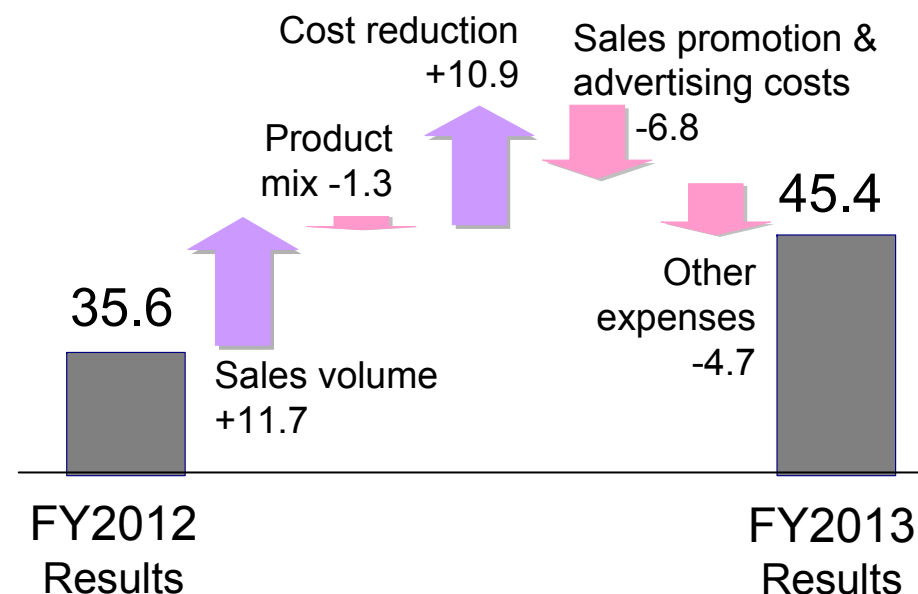 Cost reduction
+10.9
Sales promotion &
advertising costs
-6.8
Product
mix -1.3
45.4
35.6
Other
expenses
-4.7
Sales volume
+11.7
FY2012
Results
FY2013
Results